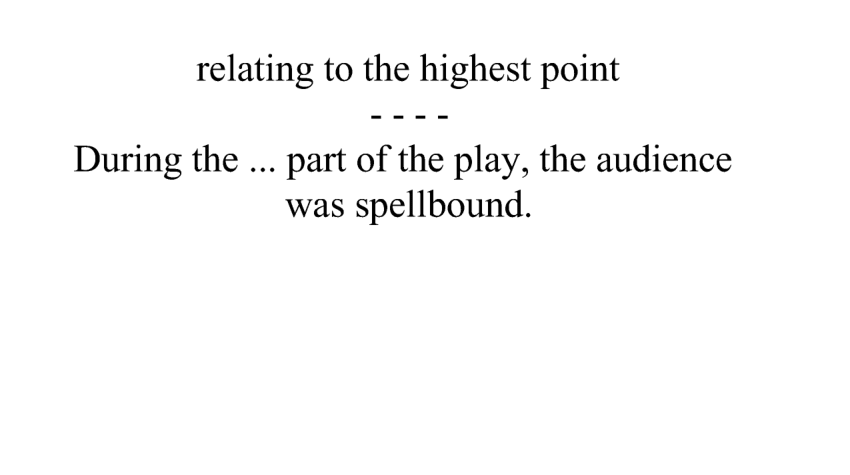 relating to the highest point
- - - -
During the ... part of the play, the audience
was spellbound.